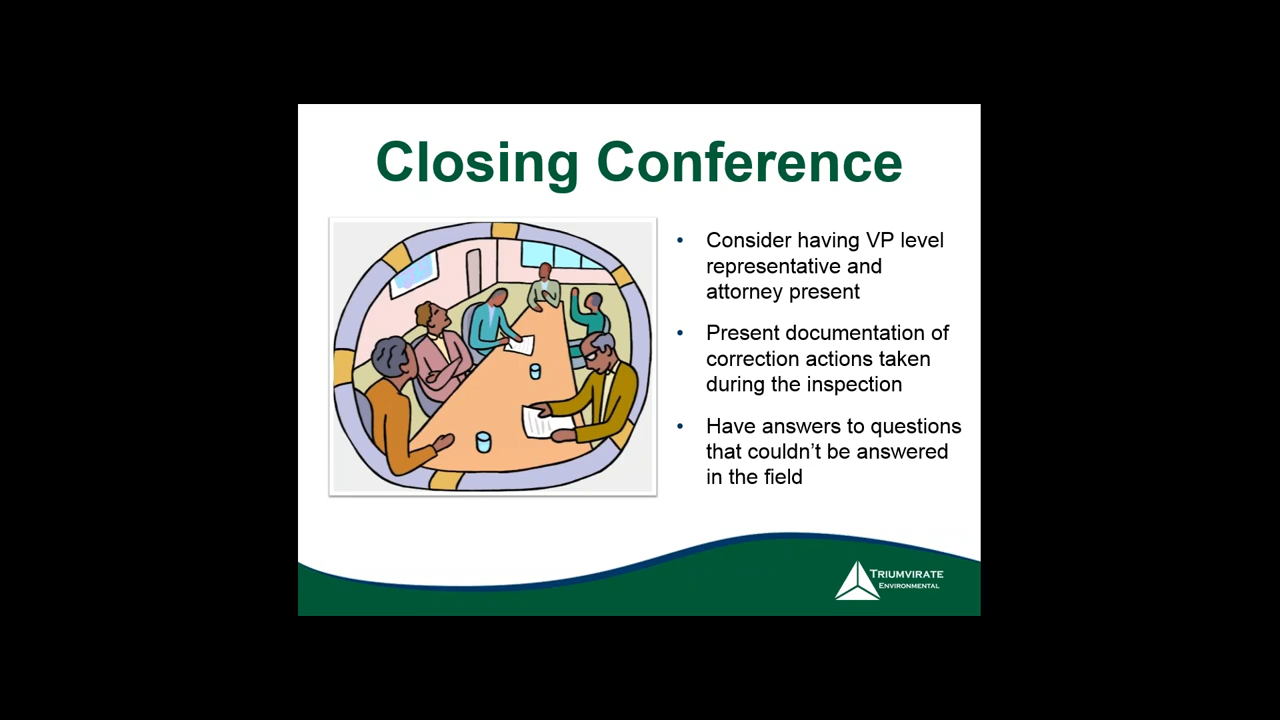 Closing Conference
• Consider having VP level
representative and
attorney present
• Present documentation of
correction actions taken
during the inspection
• Have answers to questions
that couldn’t be answered
in the field
TRIUMVIRATE
ENVIRONMENTAL